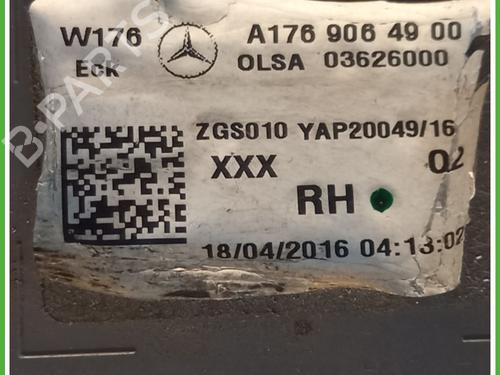 W176 A176 906 49 00
Eck OLSA 03626000
ZGS010 YAP20049/16
XXX 02
RH
18/04/2016 04:13:02
B-PARTS